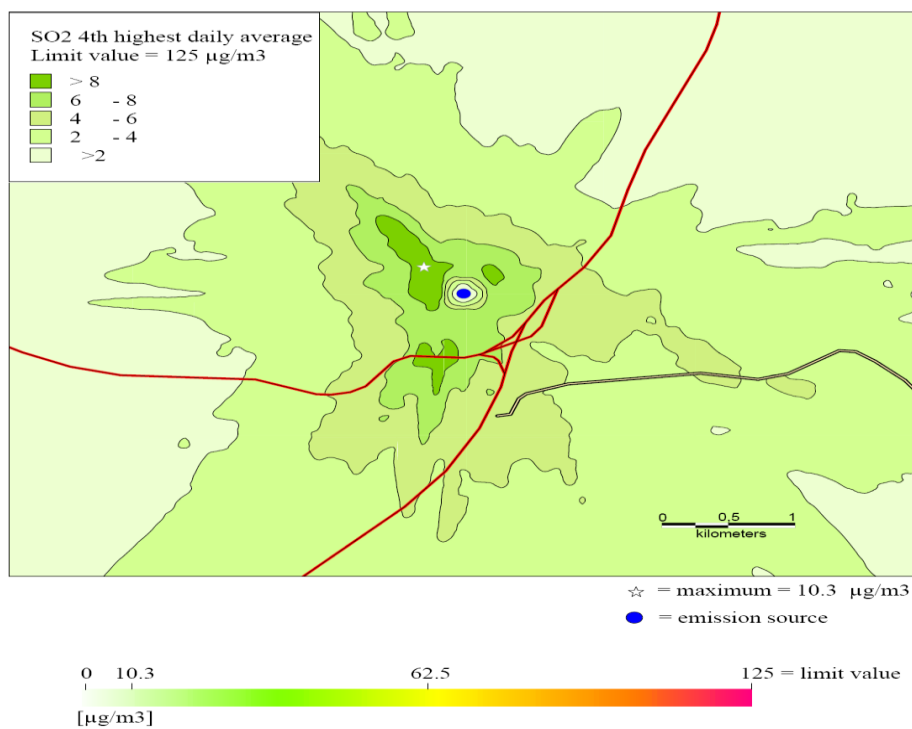 SO2 4th highest daily average
Limit value = 125 µg/m3
> 8
6 - 8
4 - 6
2 - 4
>2
0 0,5 1
kilometers
☆ = maximum = 10.3 µg/m3
= emission source
0 10.3 62.5 125 = limit value
[µg/m3]